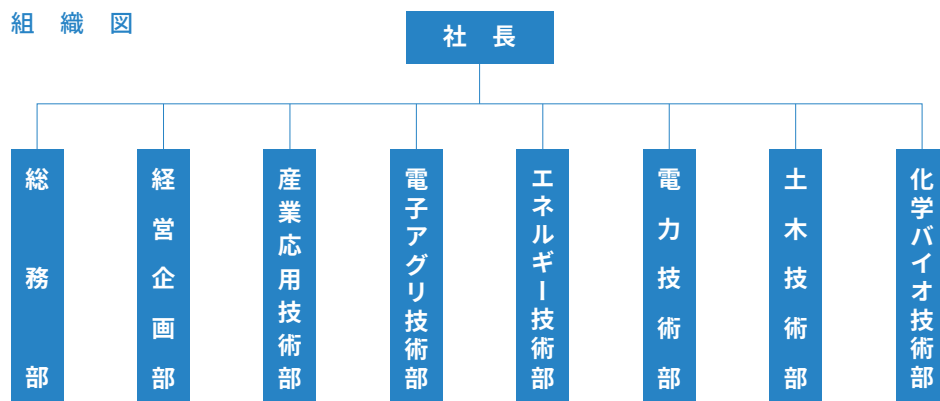 組織図
社長
総務部
経営企画部
産業応用技術部
電子アグリ技術部
エネルギー技術部
電力技術部
土木技術部
化学バイオ技術部